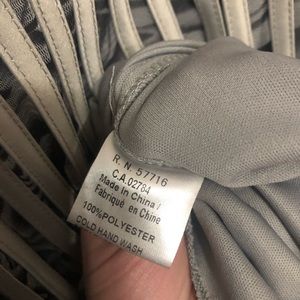 R. N. 57716
C.A.02784
Made in China/
Fabriqué en Chine
100%POLYESTER
COLD HAND WASH